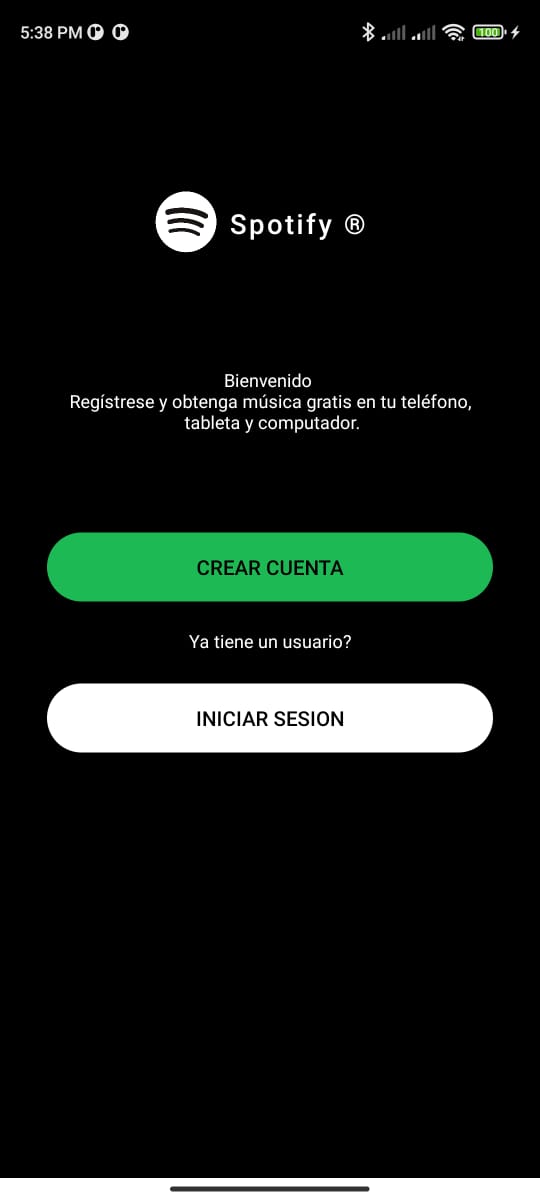 5:38 PM
100
Spotify ®
Bienvenido
Regístrese y obtenga música gratis en tu teléfono,
tableta y computador.
CREAR CUENTA
Ya tiene un usuario?
INICIAR SESION